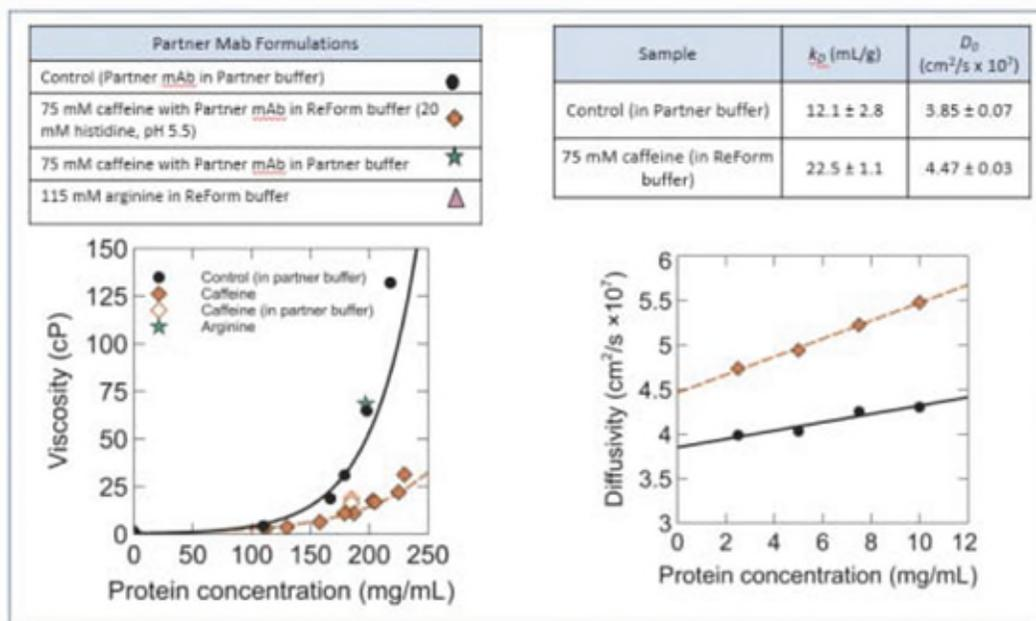 Partner Mab Formulations
Control (Partner mAb in Partner buffer)
75 mM caffeine with Partner mAb in ReForm buffer (20
mM histidine, pH 5.5)
75 mM caffeine with Partner mAb in Partner buffer
115 mM arginine in ReForm buffer
Sample
k_D (mL/g)
D_0
(cm²/s x 10⁷)
Control (in Partner buffer)
12.1 ± 2.8
3.85 ± 0.07
75 mM caffeine (in ReForm
buffer)
22.5 ± 1.1
4.47 ± 0.03
Viscosity (cP)
150
125
100
75
50
25
0
Control (in partner buffer)
Caffeine
Caffeine (in partner buffer)
Arginine
0 50 100 150 200 250
Protein concentration (mg/mL)
Diffusivity (cm²/s ×10⁷)
6
5.5
5
4.5
4
3.5
3
0 2 4 6 8 10 12
Protein concentration (mg/mL)